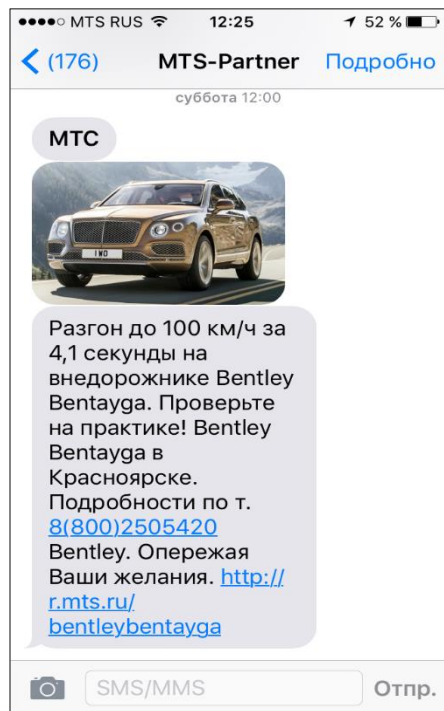 MTS RUS 12:25 52 %
(176) MTS-Partner Подробно
суббота 12:00
МТС
1 WO
Разгон до 100 км/ч за
4,1 секунды на
внедорожнике Bentley
Bentayga. Проверьте
на практике! Bentley
Bentayga в
Красноярске.
Подробности по т.
8(800)2505420
Bentley. Опережая
Ваши желания. http://
r.mts.ru/
bentleybentayga
SMS/MMS Отпр.